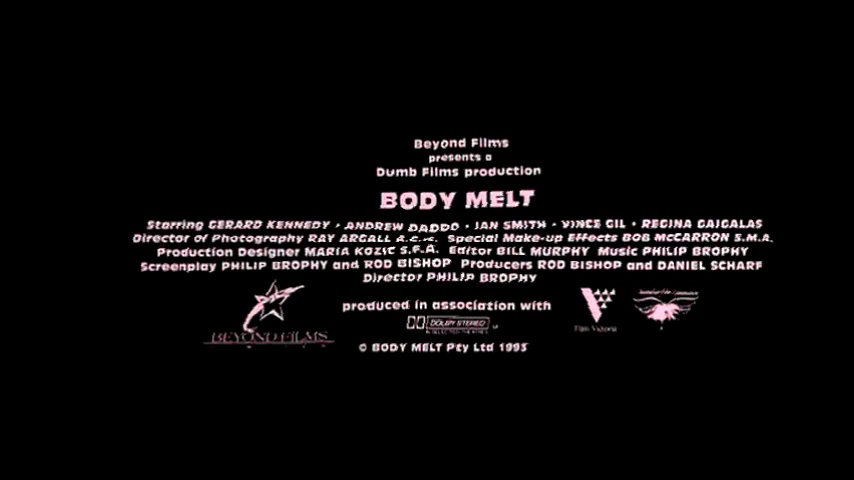 Beyond Films
presents a
Dumb Films production
BODY MELT
Starring GERARD KENNEDY • ANDREW DADDO • IAN SMITH • VINCE GIL • REGINA GAIGALAS
Director of Photography RAY ARGALL A.C.S. Special Make-up Effects BOB McCARRON S.M.A.
Production Designer MARIA KOZIC S.F.A. Editor BILL MURPHY Music PHILIP BROPHY
Screenplay PHILIP BROPHY and ROD BISHOP Producers ROD BISHOP and DANIEL SCHARF
Director PHILIP BROPHY
produced in association with
DOLBY STEREO
BEYOND FILMS
Film Victoria
© BODY MELT Pty Ltd 1993